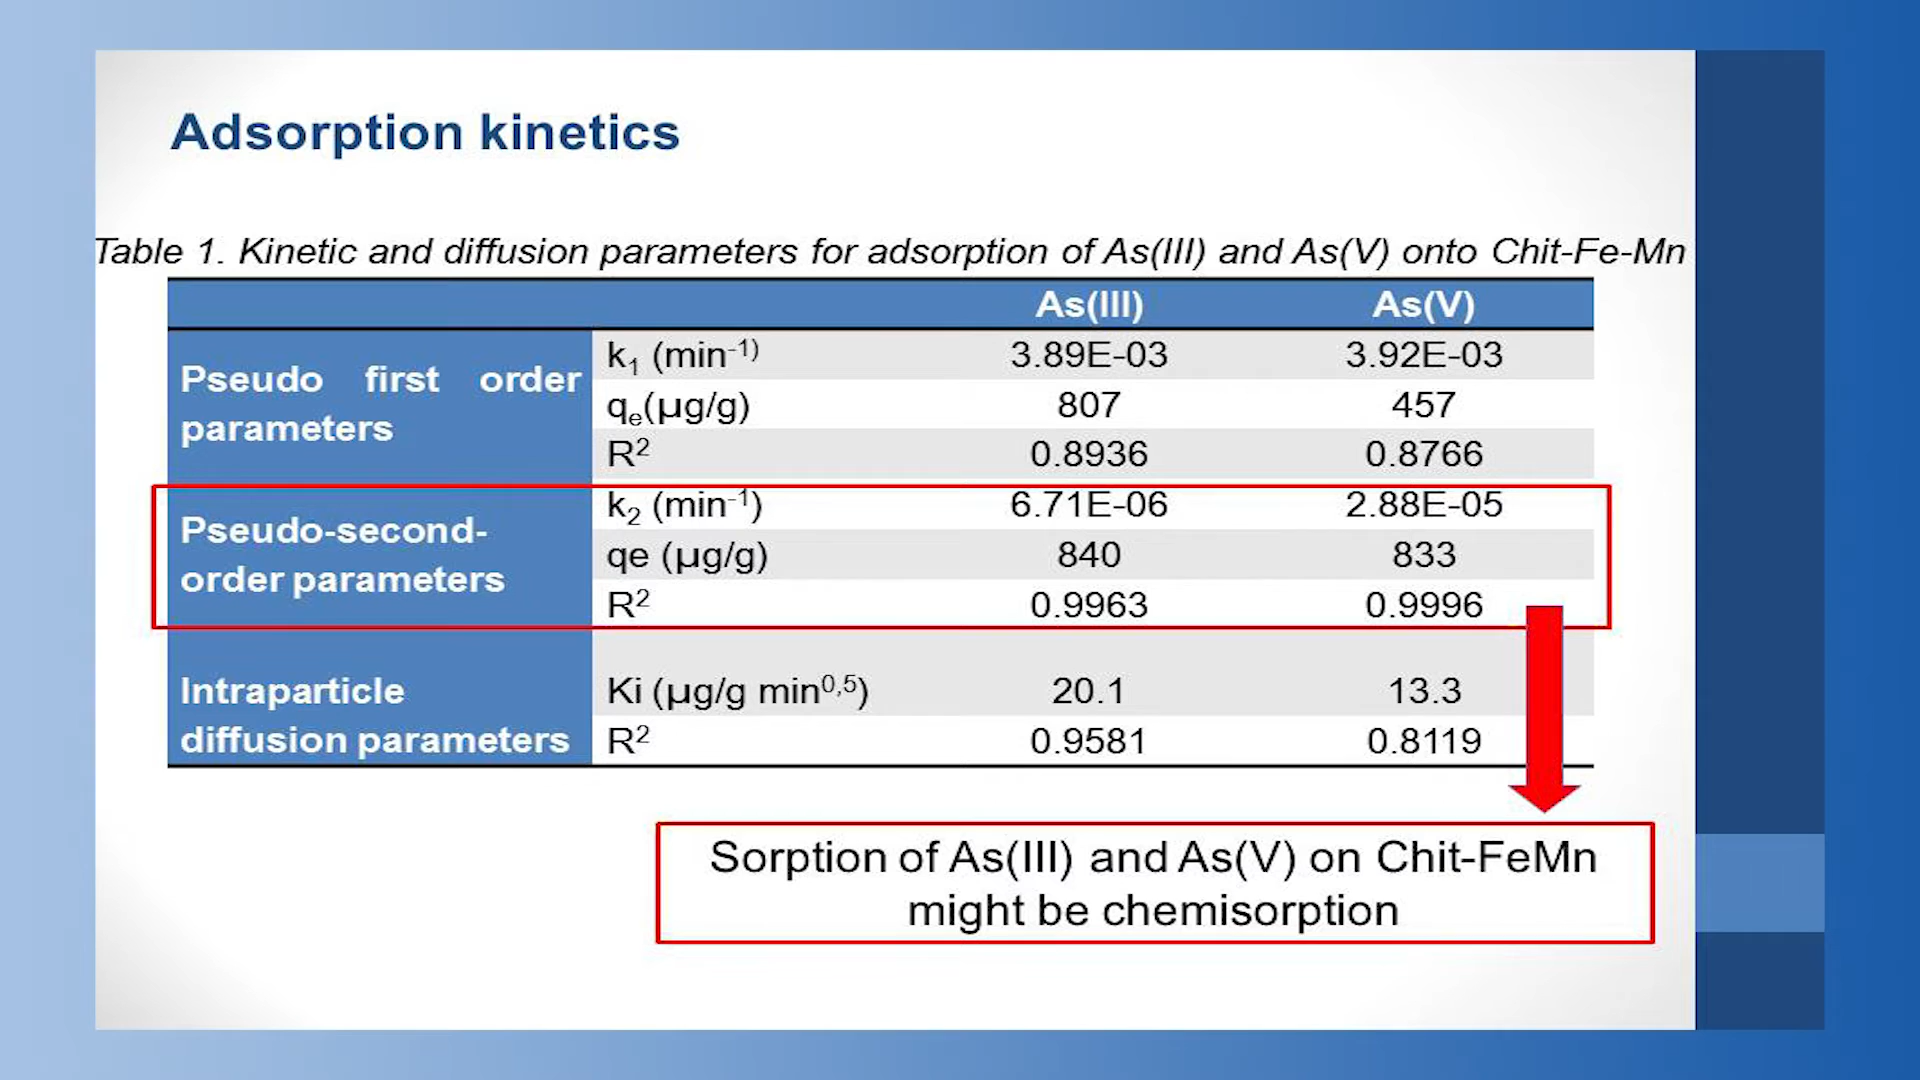 Adsorption kinetics
Table 1. Kinetic and diffusion parameters for adsorption of As(III) and As(V) onto Chit-Fe-Mn
As(III) As(V)
Pseudo first order
parameters
k₁ (min⁻¹⁾ 3.89E-03 3.92E-03
qₑ(µg/g) 807 457
R² 0.8936 0.8766
Pseudo-second-
order parameters
k₂ (min⁻¹) 6.71E-06 2.88E-05
qe (µg/g) 840 833
R² 0.9963 0.9996
Intraparticle
diffusion parameters
Ki (µg/g min⁰,⁵) 20.1 13.3
R² 0.9581 0.8119
Sorption of As(III) and As(V) on Chit-FeMn
might be chemisorption